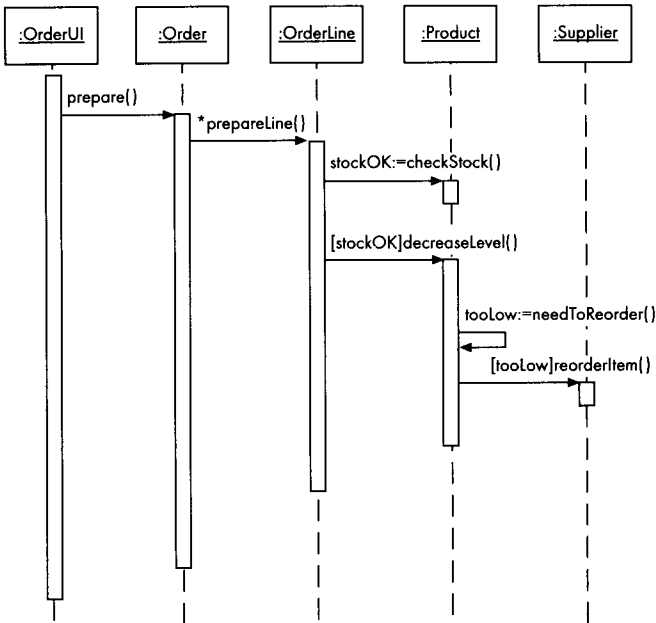 :OrderUI
:Order
:OrderLine
:Product
:Supplier
prepare()
*prepareLine()
stockOK:=checkStock()
[stockOK]decreaseLevel()
tooLow:=needToReorder()
[tooLow]reorderItem()